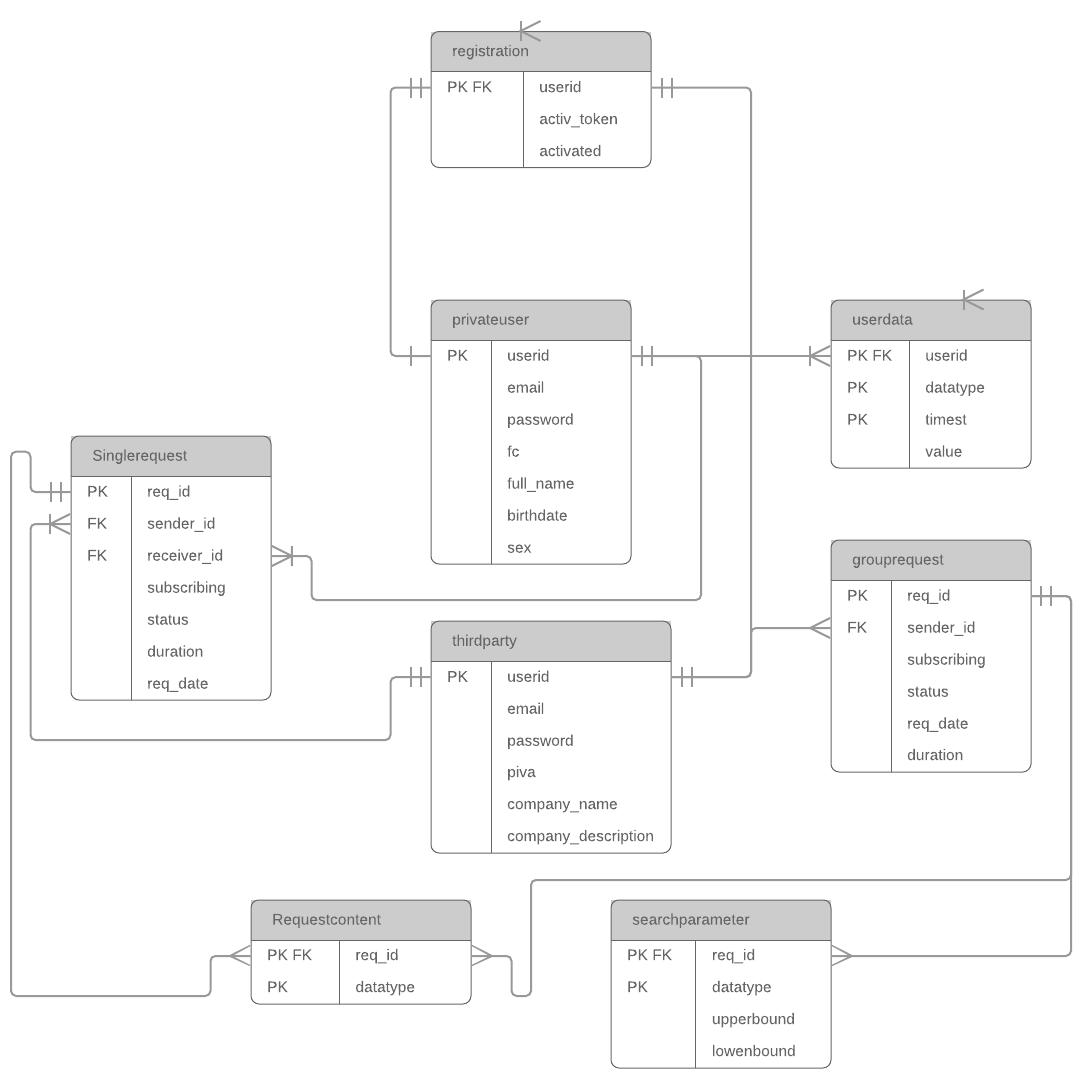 registration
PK FK userid
activ_token
activated
privateuser
PK userid
email
password
fc
full_name
birthdate
sex
userdata
PK FK userid
PK datatype
PK timest
value
Singlerequest
PK req_id
FK sender_id
FK receiver_id
subscribing
status
duration
req_date
grouprequest
PK req_id
FK sender_id
subscribing
status
req_date
duration
thirdparty
PK userid
email
password
piva
company_name
company_description
Requestcontent
PK FK req_id
PK datatype
searchparameter
PK FK req_id
PK datatype
upperbound
lowenbound